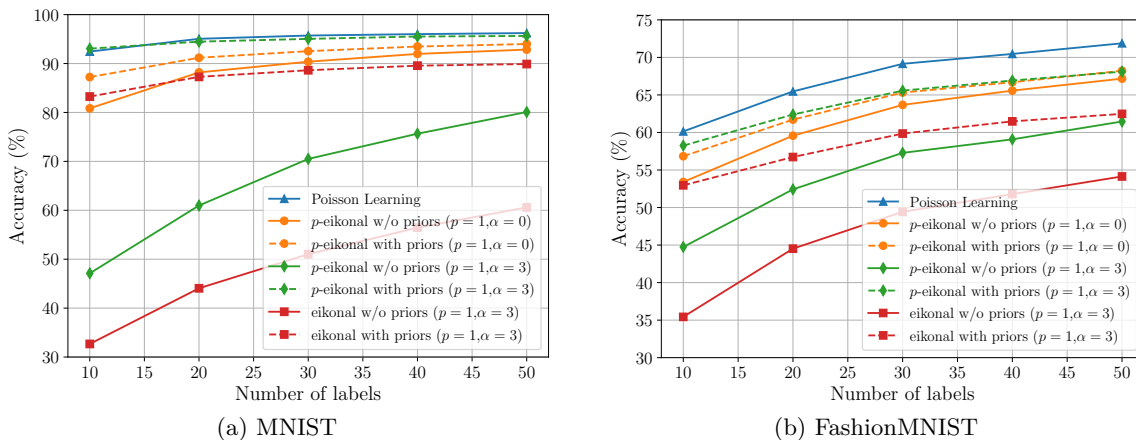 100
90
80
70
60
50
40
30
Accuracy (%)
10 15 20 25 30 35 40 45 50
Number of labels
Poisson Learning
p-eikonal w/o priors (p = 1,α = 0)
p-eikonal with priors (p = 1,α = 0)
p-eikonal w/o priors (p = 1,α = 3)
p-eikonal with priors (p = 1,α = 3)
eikonal w/o priors (p = 1,α = 3)
eikonal with priors (p = 1,α = 3)
(a) MNIST
75
70
65
60
55
50
45
40
35
30
Accuracy (%)
10 15 20 25 30 35 40 45 50
Number of labels
Poisson Learning
p-eikonal w/o priors (p = 1,α = 0)
p-eikonal with priors (p = 1,α = 0)
p-eikonal w/o priors (p = 1,α = 3)
p-eikonal with priors (p = 1,α = 3)
eikonal w/o priors (p = 1,α = 3)
eikonal with priors (p = 1,α = 3)
(b) FashionMNIST